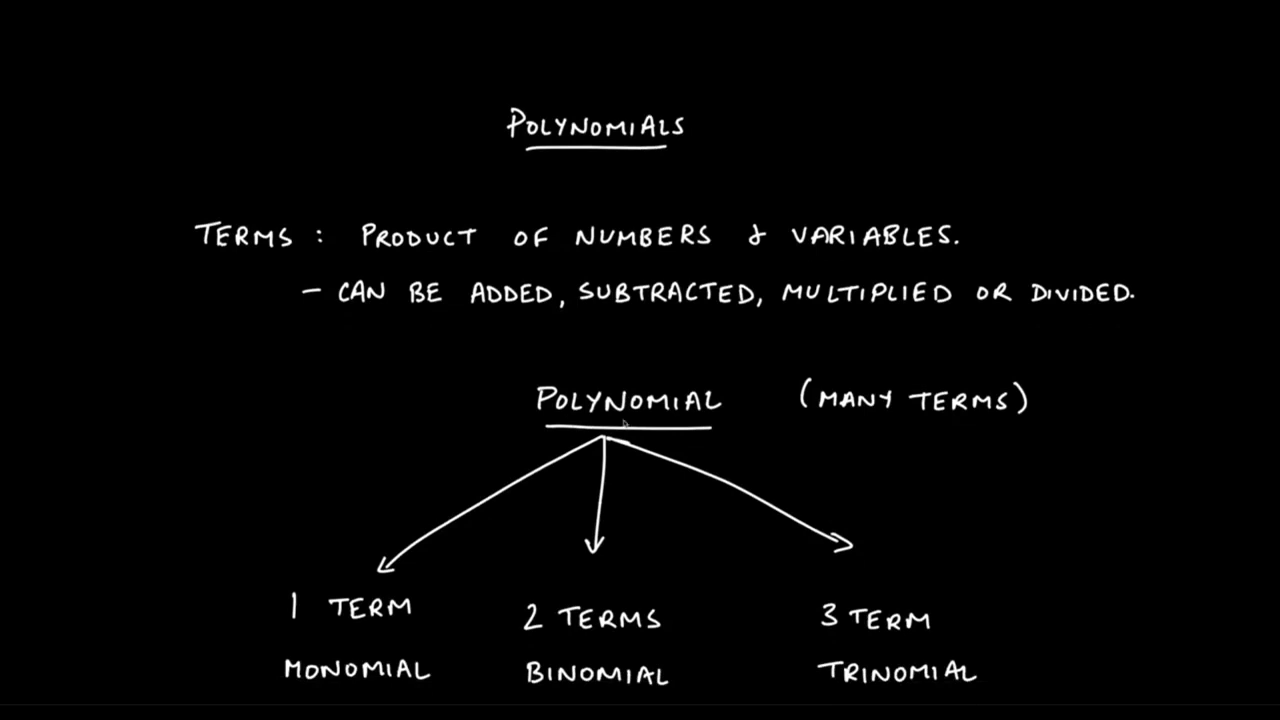 POLYNOMIALS
TERMS : PRODUCT OF NUMBERS & VARIABLES.
- CAN BE ADDED, SUBTRACTED, MULTIPLIED OR DIVIDED.
POLYNOMIAL (MANY TERMS)
1 TERM 2 TERMS 3 TERM
MONOMIAL BINOMIAL TRINOMIAL